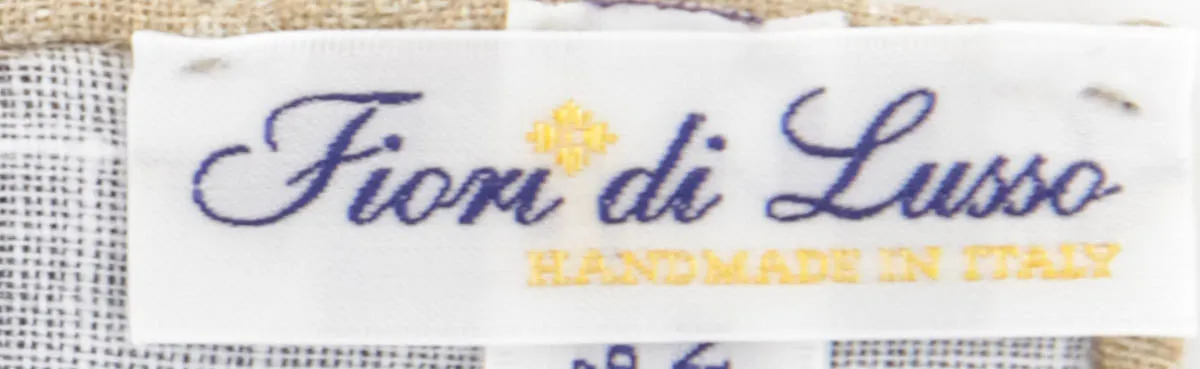 Fiori di Lusso
HANDMADE IN ITALY